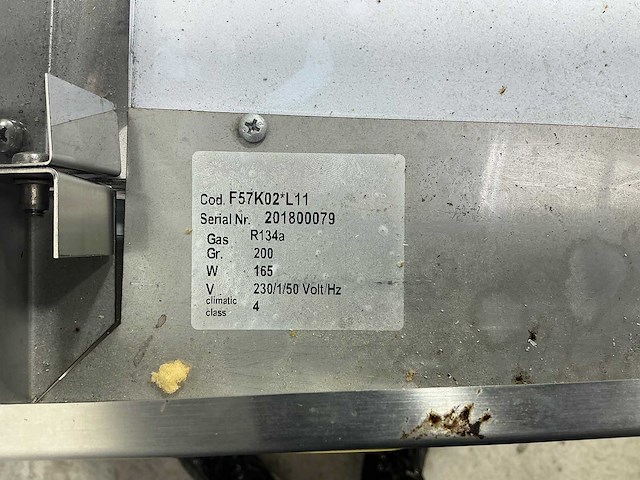 Cod. F57K02*L11
Serial Nr. 201800079
Gas R134a
Gr. 200
W 165
V 230/1/50 Volt/Hz
climatic class 4